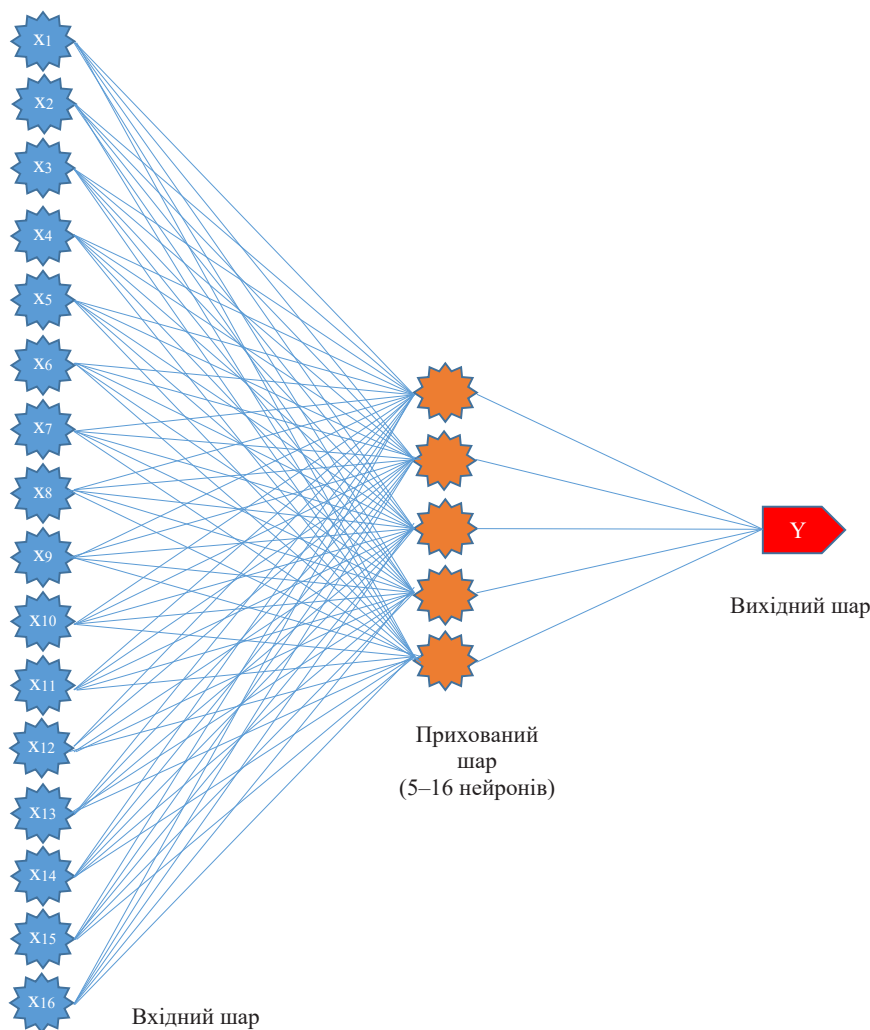 x1
x2
x3
x4
x5
x6
x7
x8
x9
x10
x11
x12
x13
x14
x15
x16
Вхідний шар
Прихований
шар
(5–16 нейронів)
Y
Вихідний шар